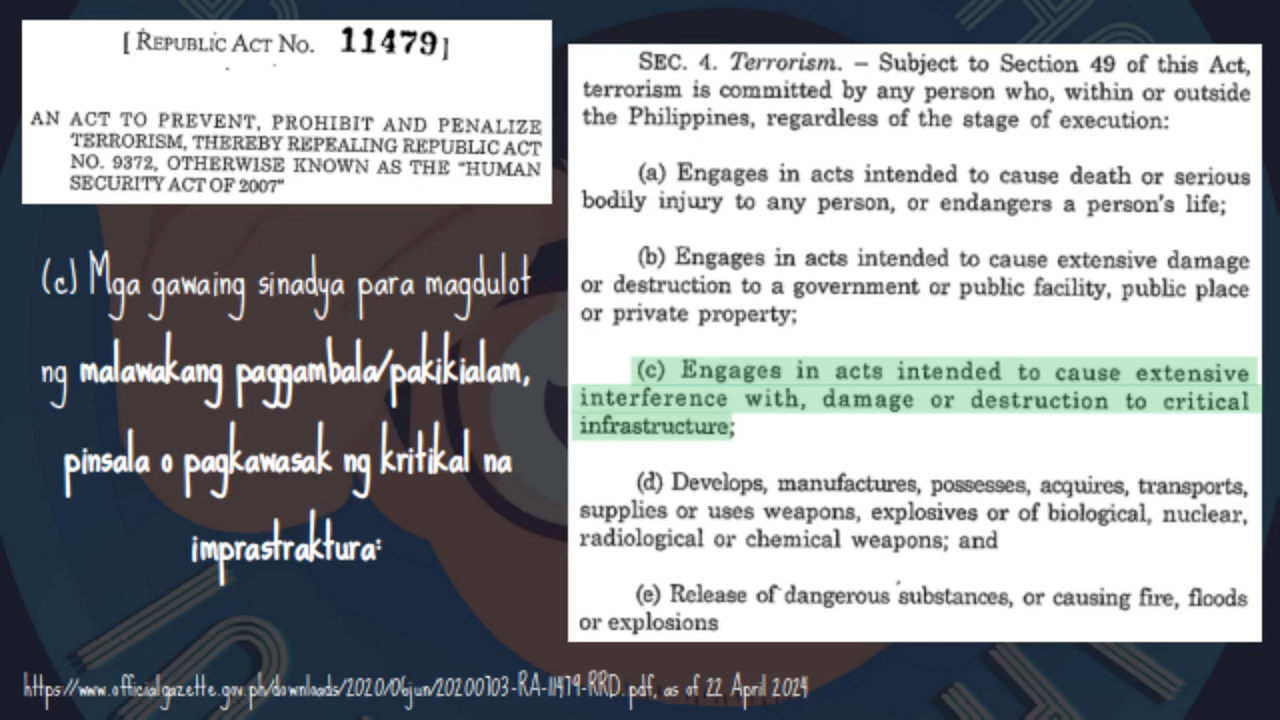 [ REPUBLIC ACT NO. 11479 ]
AN ACT TO PREVENT, PROHIBIT AND PENALIZE
TERRORISM, THEREBY REPEALING REPUBLIC ACT
NO. 9372, OTHERWISE KNOWN AS THE "HUMAN
SECURITY ACT OF 2007"
(c) Mga gawaing sinadya para magdulot
ng malawakang paggambala/pakikialam,
pinsala o pagkawasak ng kritikal na
imprastraktura:
SEC. 4. Terrorism. – Subject to Section 49 of this Act,
terrorism is committed by any person who, within or outside
the Philippines, regardless of the stage of execution:
(a) Engages in acts intended to cause death or serious
bodily injury to any person, or endangers a person's life;
(b) Engages in acts intended to cause extensive damage
or destruction to a government or public facility, public place
or private property;
(c) Engages in acts intended to cause extensive
interference with, damage or destruction to critical
infrastructure;
(d) Develops, manufactures, possesses, acquires, transports,
supplies or uses weapons, explosives or of biological, nuclear,
radiological or chemical weapons; and
(e) Release of dangerous substances, or causing fire, floods
or explosions
https://www.officialgazette.gov.ph/downloads/2020/06jun/20200703-RA-11479-RRD.pdf, as of 22 April 2024